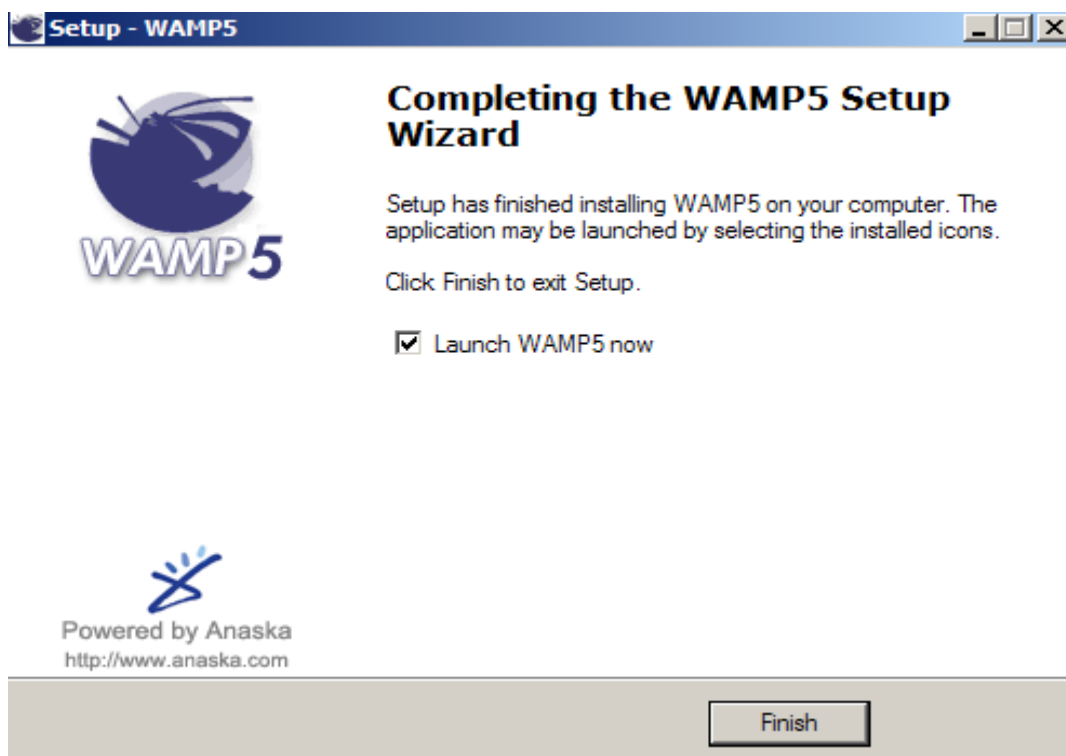 Setup - WAMP5
Completing the WAMP5 Setup
Wizard
Setup has finished installing WAMP5 on your computer. The
application may be launched by selecting the installed icons.
Click Finish to exit Setup.
Launch WAMP5 now
WAMP5
Powered by Anaska
http://www.anaska.com
Finish